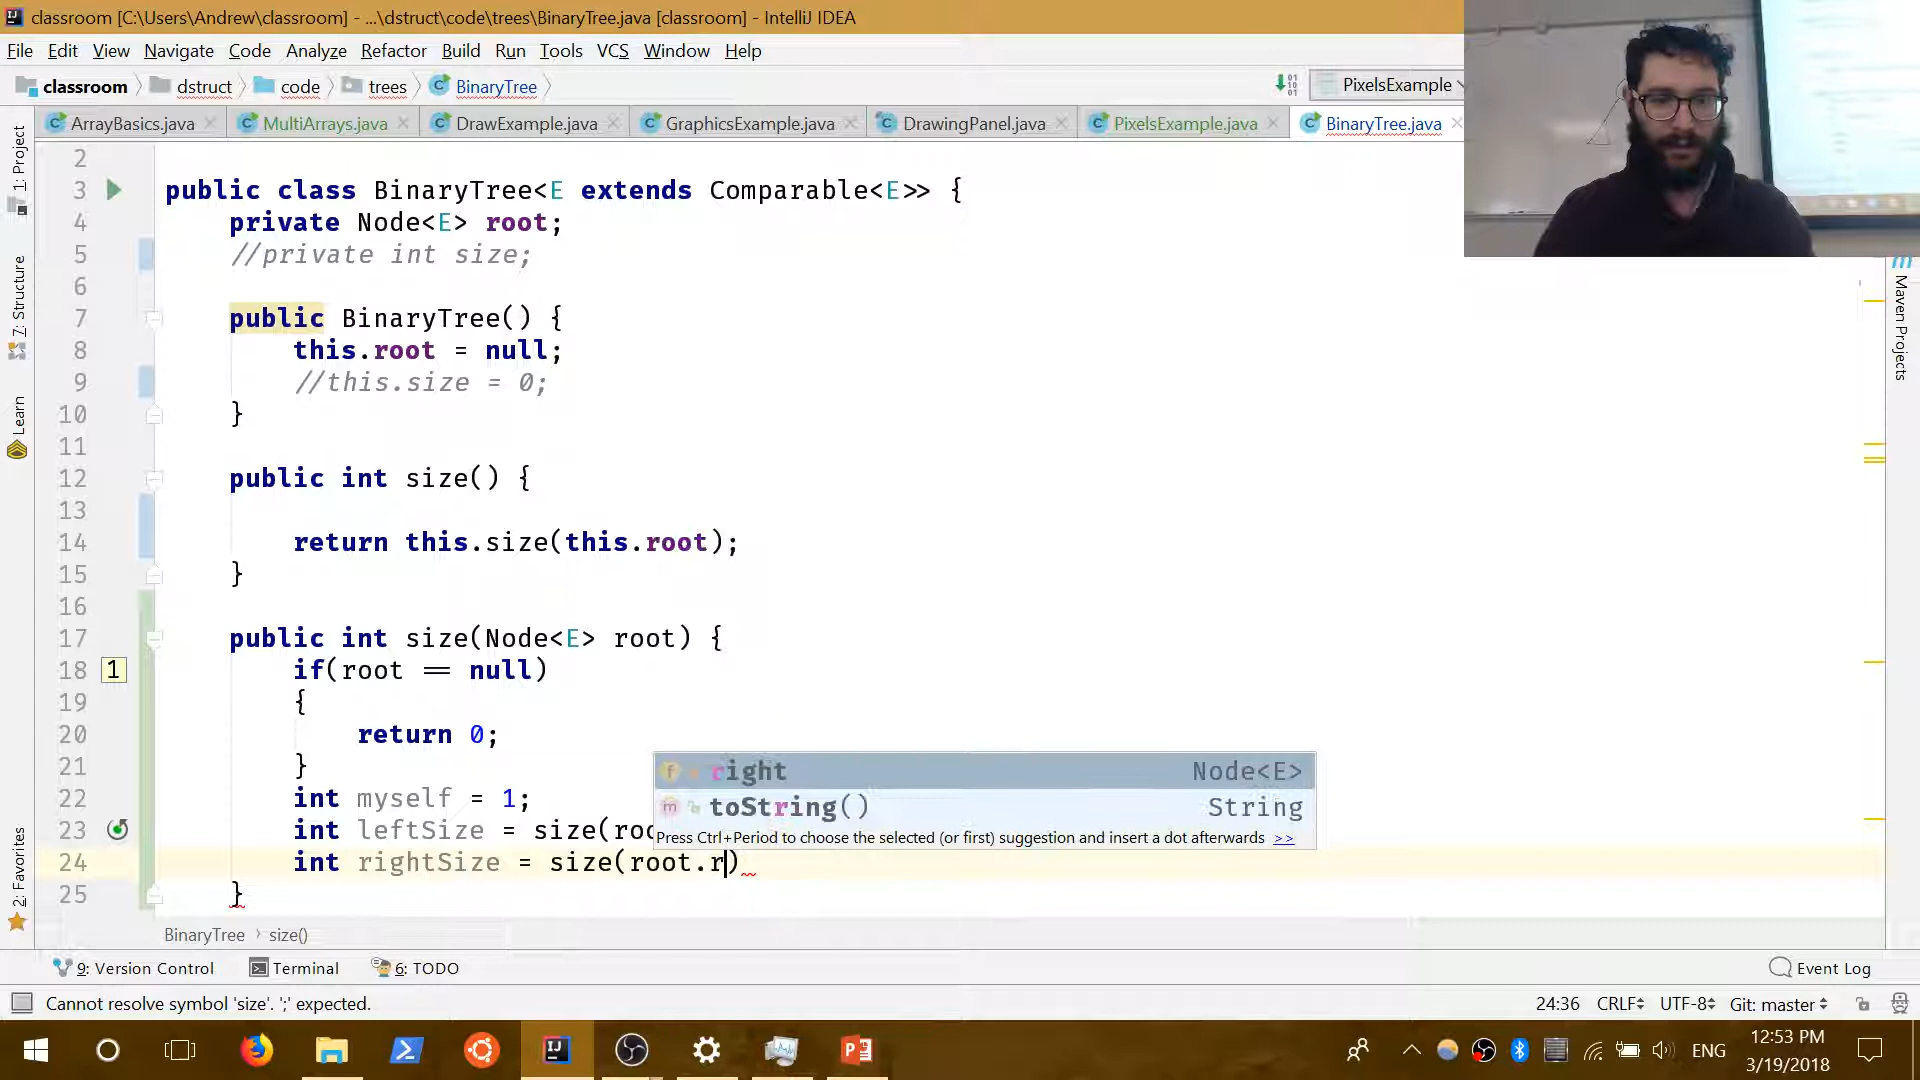 classroom [C:\Users\Andrew\classroom] - ...\dstruct\code\trees\BinaryTree.java [classroom] - IntelliJ IDEA
File Edit View Navigate Code Analyze Refactor Build Run Tools VCS Window Help
classroom dstruct code trees BinaryTree PixelsExample
ArrayBasics.java MultiArrays.java DrawExample.java GraphicsExample.java DrawingPanel.java PixelsExample.java BinaryTree.java
1: Project
7: Structure
Learn
2: Favorites
Maven Projects
2
3 public class BinaryTree<E extends Comparable<E>> {
4 private Node<E> root;
5 //private int size;
6
7 public BinaryTree() {
8 this.root = null;
9 //this.size = 0;
10 }
11
12 public int size() {
13
14 return this.size(this.root);
15 }
16
17 public int size(Node<E> root) {
18 1 if(root == null)
19 {
20 return 0;
21 }
22 int myself = 1;
23 int leftSize = size(roo
24 int rightSize = size(root.r)
25 }
right Node<E>
toString() String
Press Ctrl+Period to choose the selected (or first) suggestion and insert a dot afterwards >>
BinaryTree > size()
9: Version Control Terminal 6: TODO Event Log
Cannot resolve symbol 'size'. ';' expected. 24:36 CRLF UTF-8 Git: master
ENG 12:53 PM
3/19/2018